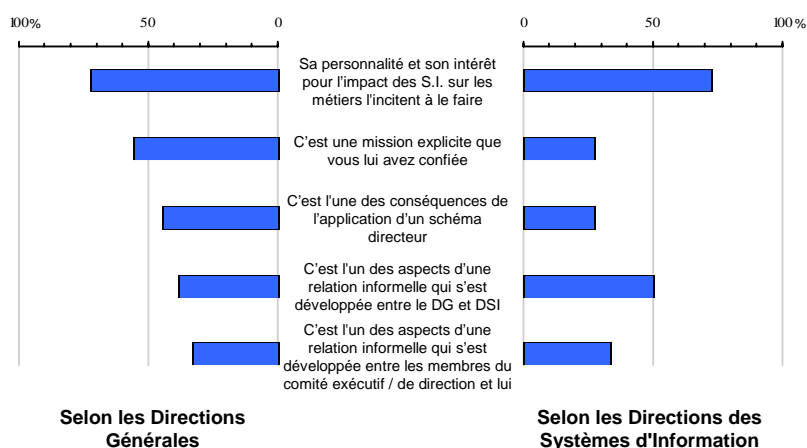 100% 50 0
0 50 100%
Sa personnalité et son intérêt
pour l'impact des S.I. sur les
métiers l'incitent à le faire
C'est une mission explicite que
vous lui avez confiée
C'est l'une des conséquences de
l'application d'un schéma
directeur
C'est l'un des aspects d'une
relation informelle qui s'est
développée entre le DG et DSI
C'est l'un des aspects d'une
relation informelle qui s'est
développée entre les membres du
comité exécutif / de direction et lui
Selon les Directions
Générales
Selon les Directions des
Systèmes d'Information